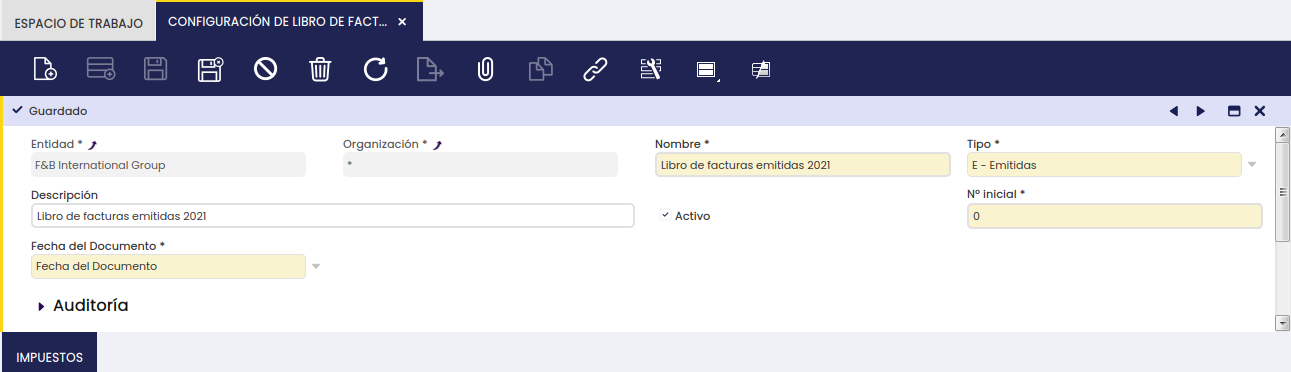 ESPACIO DE TRABAJO
CONFIGURACIÓN DE LIBRO DE FACT...
Guardado
Entidad *
Organización *
Nombre *
Tipo *
F&B International Group
*
Libro de facturas emitidas 2021
E - Emitidas
Descripción
Nº inicial *
Libro de facturas emitidas 2021
Activo
0
Fecha del Documento *
Fecha del Documento
Auditoría
IMPUESTOS